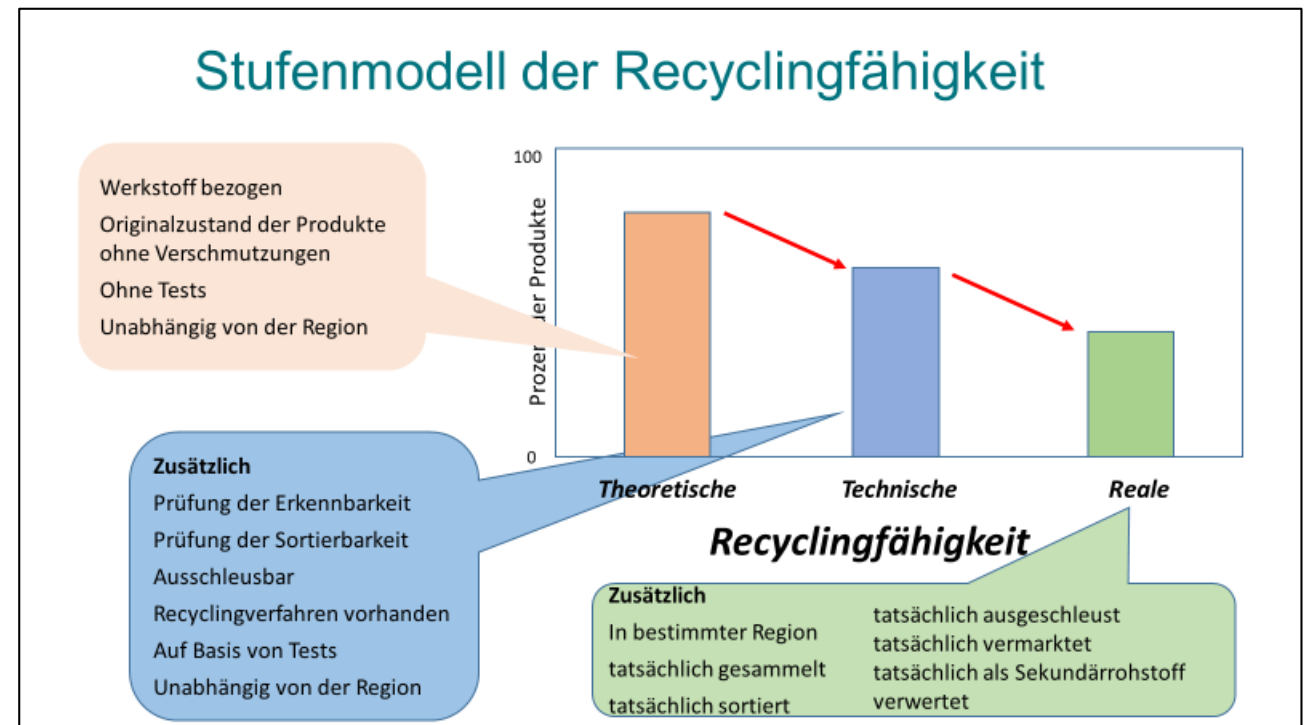 Stufenmodell der Recyclingfähigkeit
Werkstoff bezogen
Originalzustand der Produkte
ohne Verschmutzungen
Ohne Tests
Unabhängig von der Region
100
0
der Produkte
Theoretische
Technische
Reale
Recyclingfähigkeit
Zusätzlich
Prüfung der Erkennbarkeit
Prüfung der Sortierbarkeit
Ausschleusbar
Recyclingverfahren vorhanden
Auf Basis von Tests
Unabhängig von der Region
Zusätzlich
In bestimmter Region
tatsächlich gesammelt
tatsächlich sortiert
tatsächlich ausgeschleust
tatsächlich vermarktet
tatsächlich als Sekundärrohstoff
verwertet